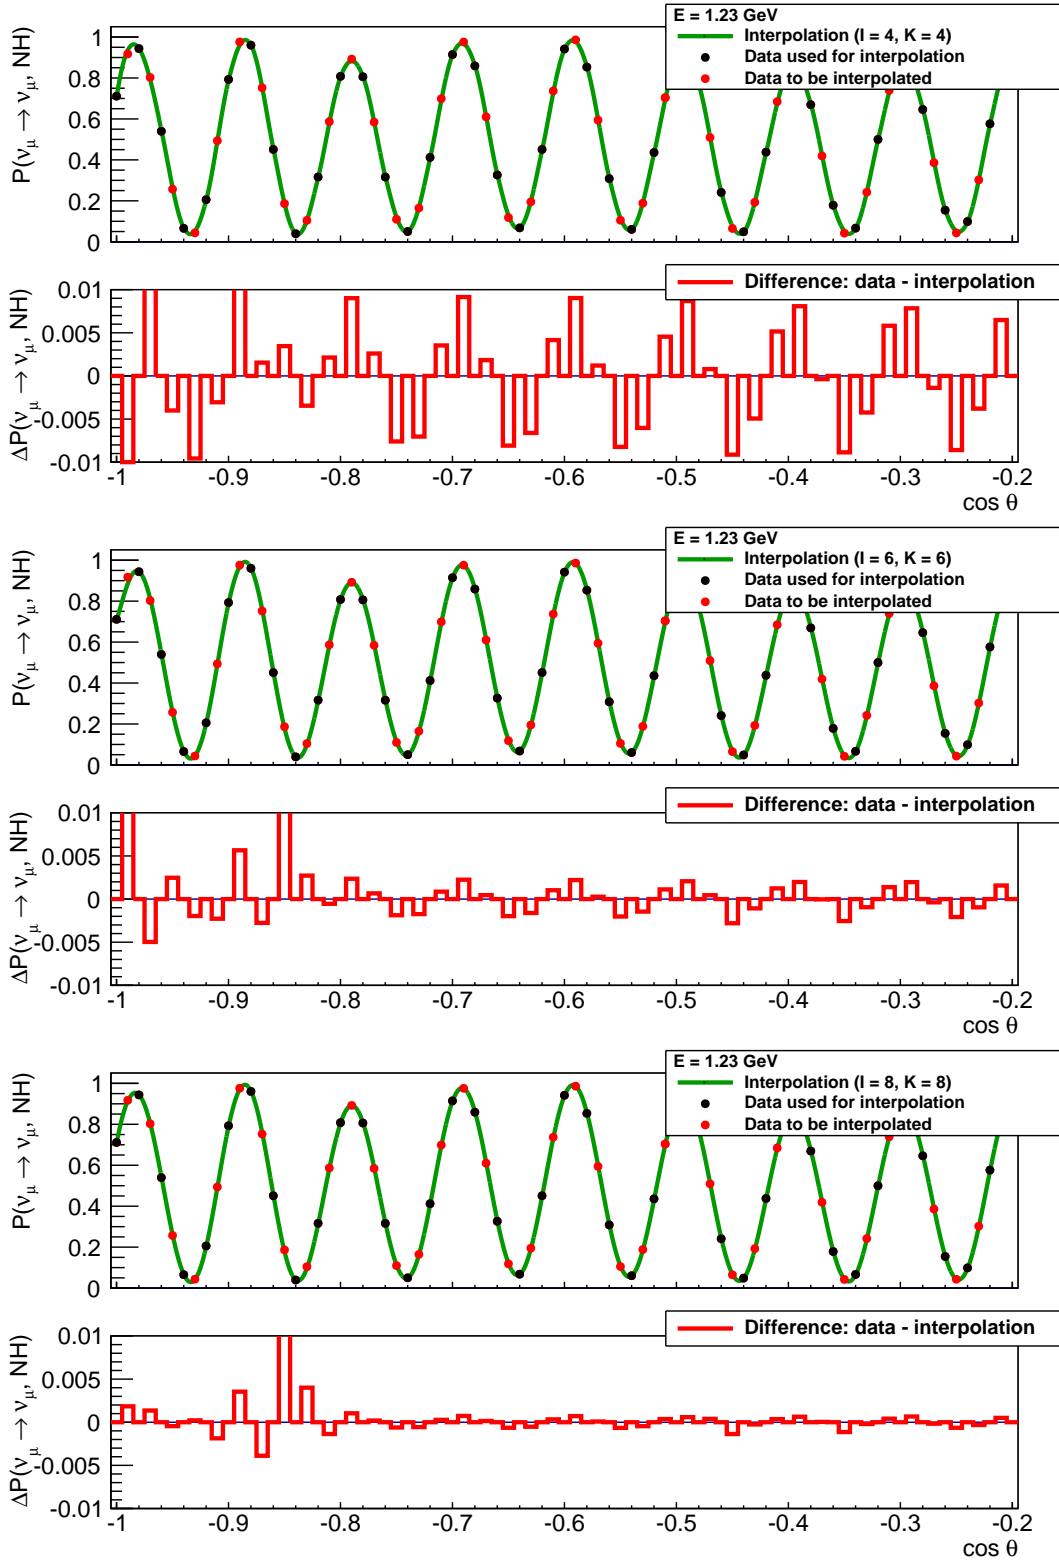 E = 1.23 GeV
Interpolation (I = 4, K = 4)
Data used for interpolation
Data to be interpolated
P(νμ → νμ, NH)
1
0.8
0.6
0.4
0.2
0
Difference: data - interpolation
ΔP(νμ → νμ, NH)
0.01
0.005
0
-0.005
-0.01
-1 -0.9 -0.8 -0.7 -0.6 -0.5 -0.4 -0.3 -0.2
cos θ
E = 1.23 GeV
Interpolation (I = 6, K = 6)
Data used for interpolation
Data to be interpolated
P(νμ → νμ, NH)
1
0.8
0.6
0.4
0.2
0
Difference: data - interpolation
ΔP(νμ → νμ, NH)
0.01
0.005
0
-0.005
-0.01
-1 -0.9 -0.8 -0.7 -0.6 -0.5 -0.4 -0.3 -0.2
cos θ
E = 1.23 GeV
Interpolation (I = 8, K = 8)
Data used for interpolation
Data to be interpolated
P(νμ → νμ, NH)
1
0.8
0.6
0.4
0.2
0
Difference: data - interpolation
ΔP(νμ → νμ, NH)
0.01
0.005
0
-0.005
-0.01
-1 -0.9 -0.8 -0.7 -0.6 -0.5 -0.4 -0.3 -0.2
cos θ